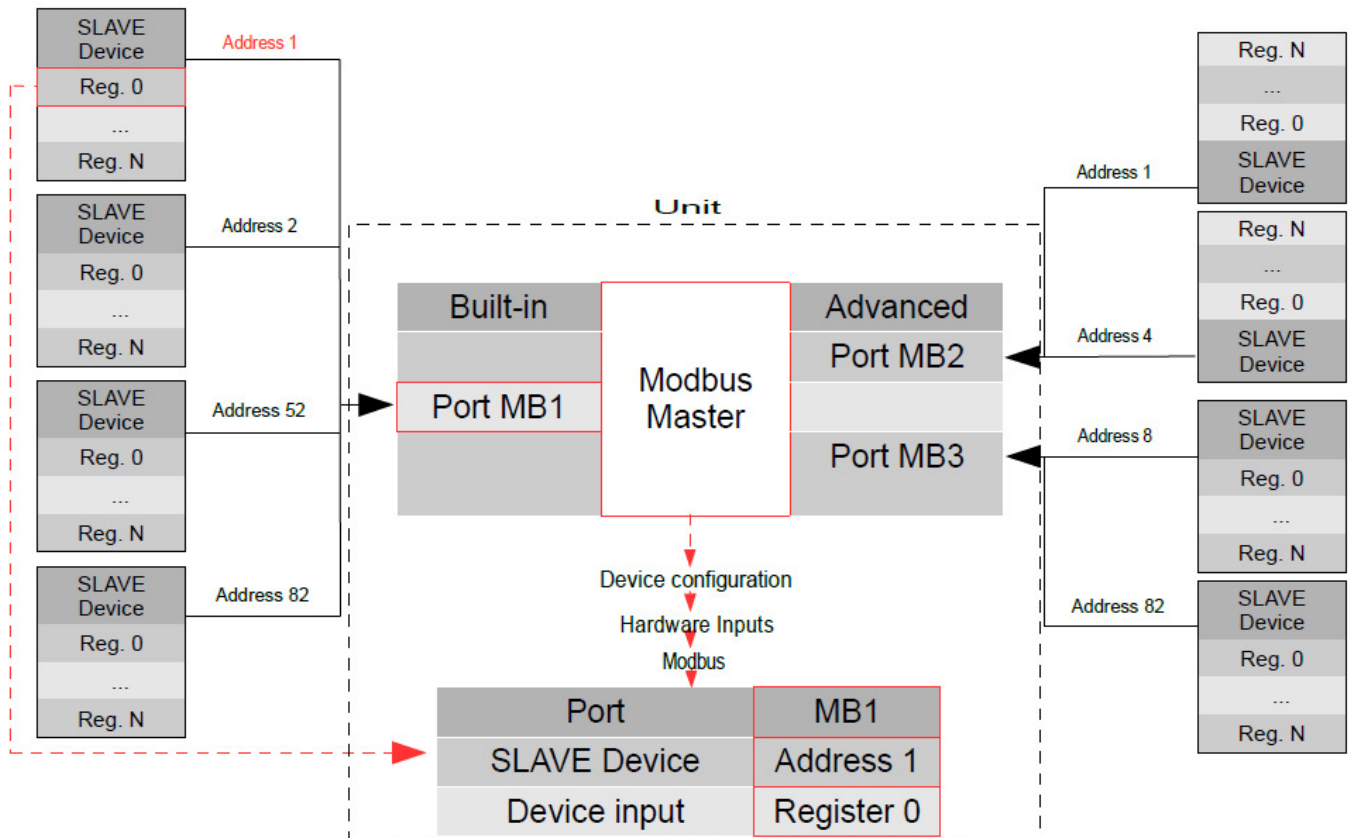 SLAVE
Device
Reg. 0
...
Reg. N
Address 1
SLAVE
Device
Reg. 0
...
Reg. N
Address 2
SLAVE
Device
Reg. 0
...
Reg. N
Address 52
SLAVE
Device
Reg. 0
...
Reg. N
Address 82
Unit
Built-in
Port MB1
Modbus
Master
Advanced
Port MB2
Port MB3
Device configuration
Hardware Inputs
Modbus
Port MB1
SLAVE Device Address 1
Device input Register 0
Address 1
Reg. N
...
Reg. 0
SLAVE
Device
Address 4
Reg. N
...
Reg. 0
SLAVE
Device
Address 8
SLAVE
Device
Reg. 0
...
Reg. N
Address 82
SLAVE
Device
Reg. 0
...
Reg. N